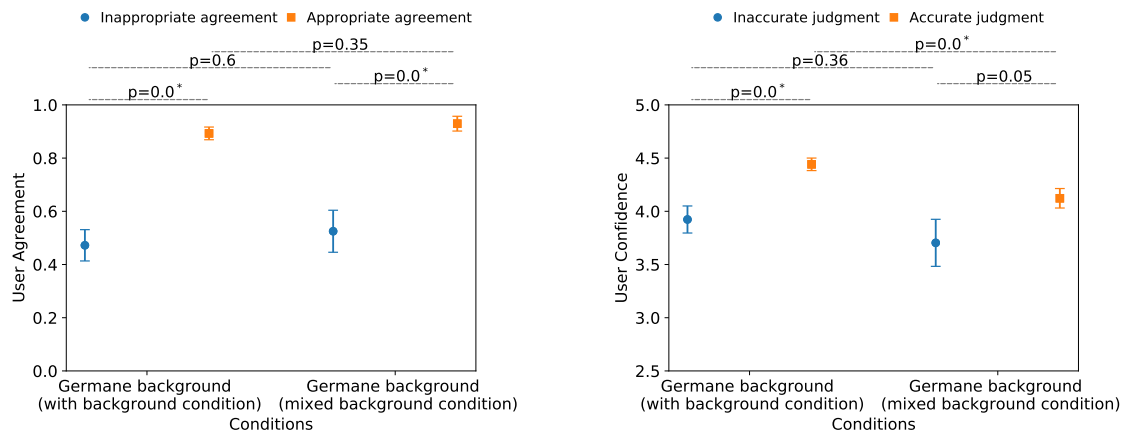 Inappropriate agreement Appropriate agreement
p=0.35
p=0.6
p=0.0*
p=0.0*
1.0
0.8
0.6
0.4
0.2
0.0
User Agreement
Germane background
(with background condition)
Germane background
(mixed background condition)
Conditions
Inaccurate judgment Accurate judgment
p=0.0*
p=0.36
p=0.05
p=0.0*
5.0
4.5
4.0
3.5
3.0
2.5
User Confidence
Germane background
(with background condition)
Germane background
(mixed background condition)
Conditions